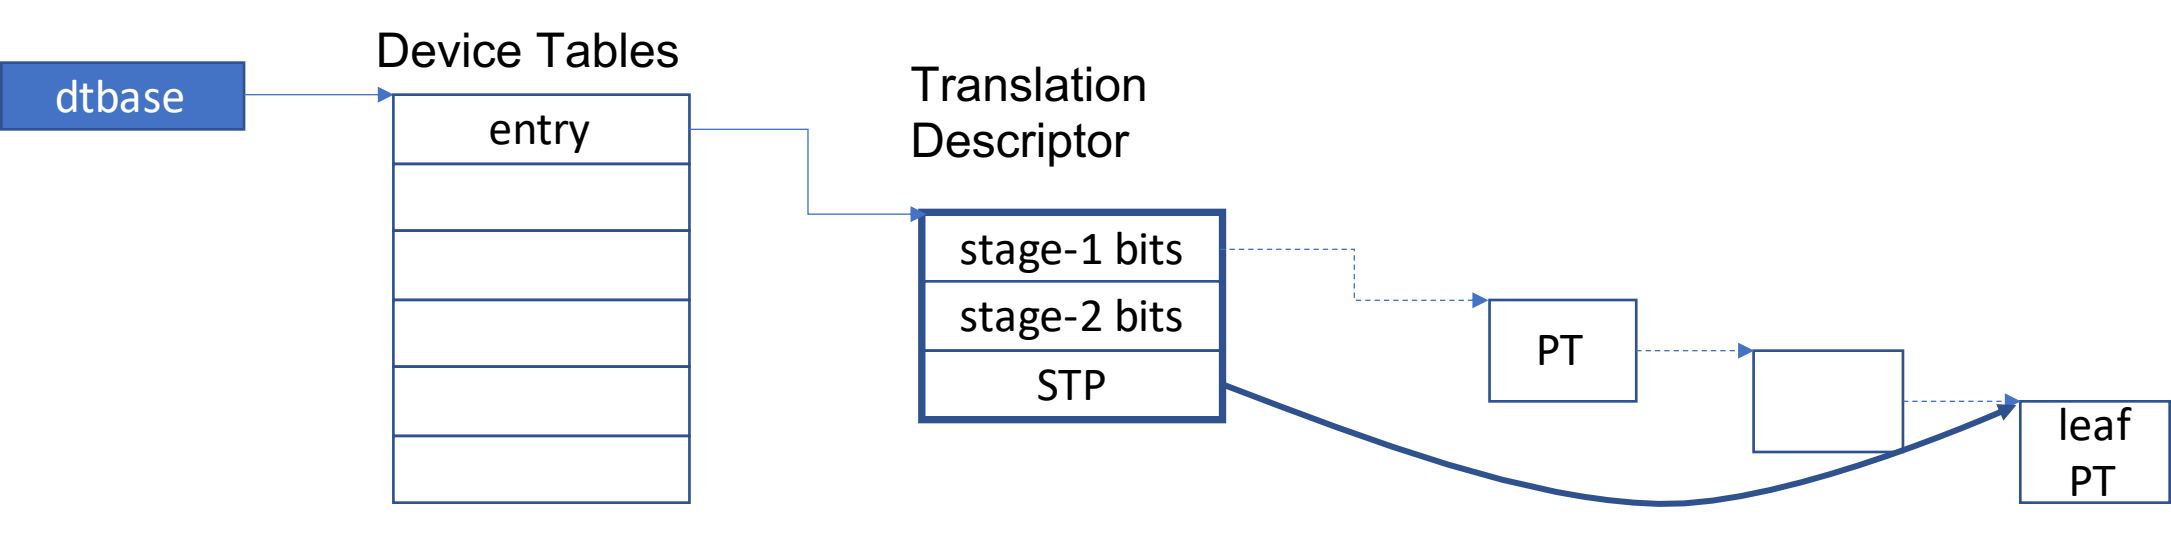 dtbase
Device Tables
entry
Translation
Descriptor
stage-1 bits
stage-2 bits
STP
PT
leaf
PT